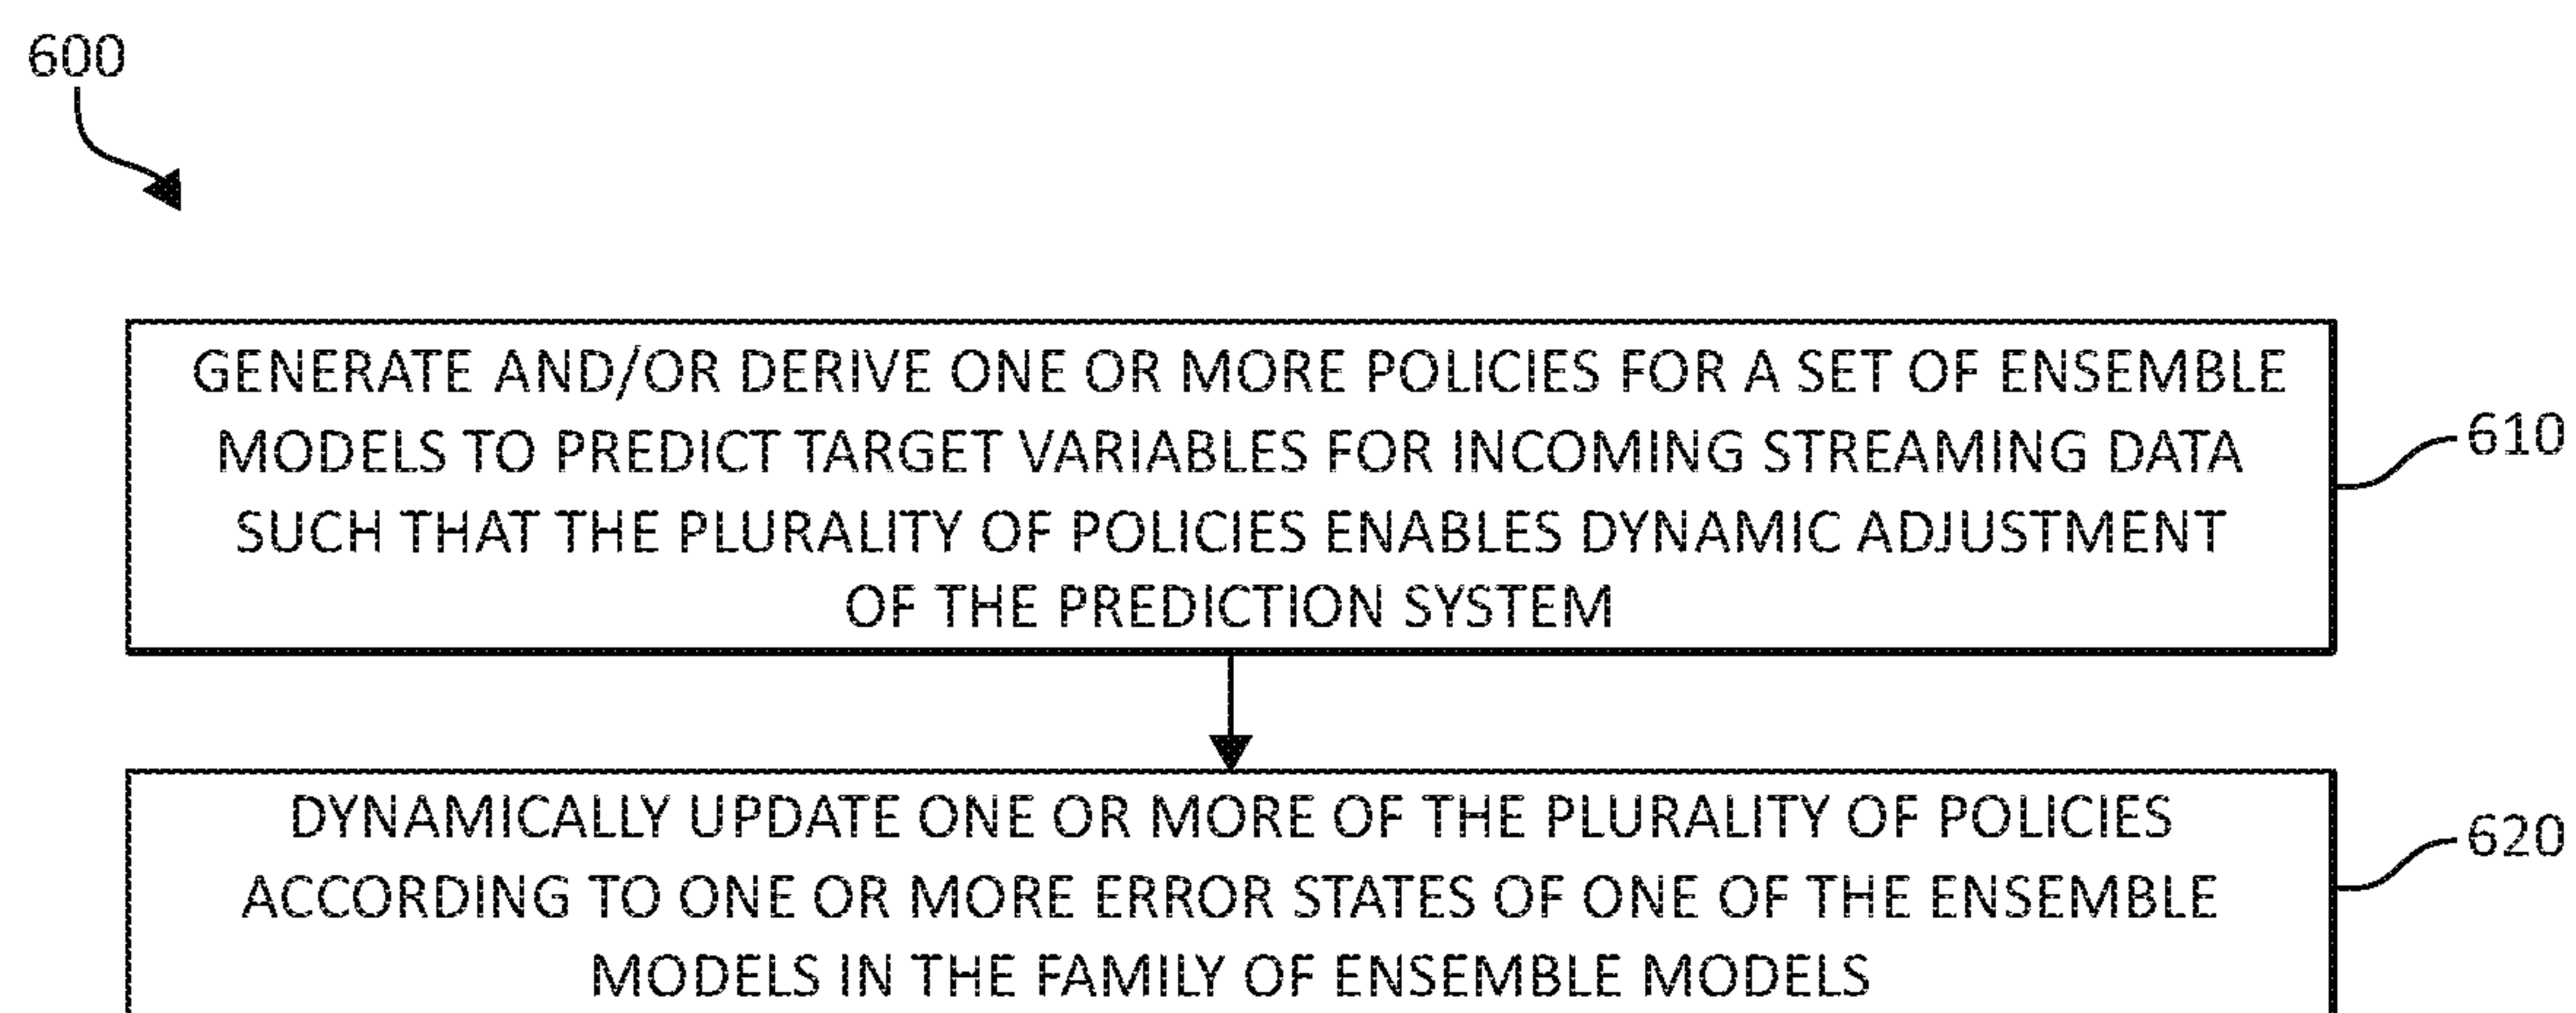 600
GENERATE AND/OR DERIVE ONE OR MORE POLICIES FOR A SET OF ENSEMBLE
MODELS TO PREDICT TARGET VARIABLES FOR INCOMING STREAMING DATA
SUCH THAT THE PLURALITY OF POLICIES ENABLES DYNAMIC ADJUSTMENT
OF THE PREDICTION SYSTEM
610
DYNAMICALLY UPDATE ONE OR MORE OF THE PLURALITY OF POLICIES
ACCORDING TO ONE OR MORE ERROR STATES OF ONE OF THE ENSEMBLE
MODELS IN THE FAMILY OF ENSEMBLE MODELS
620